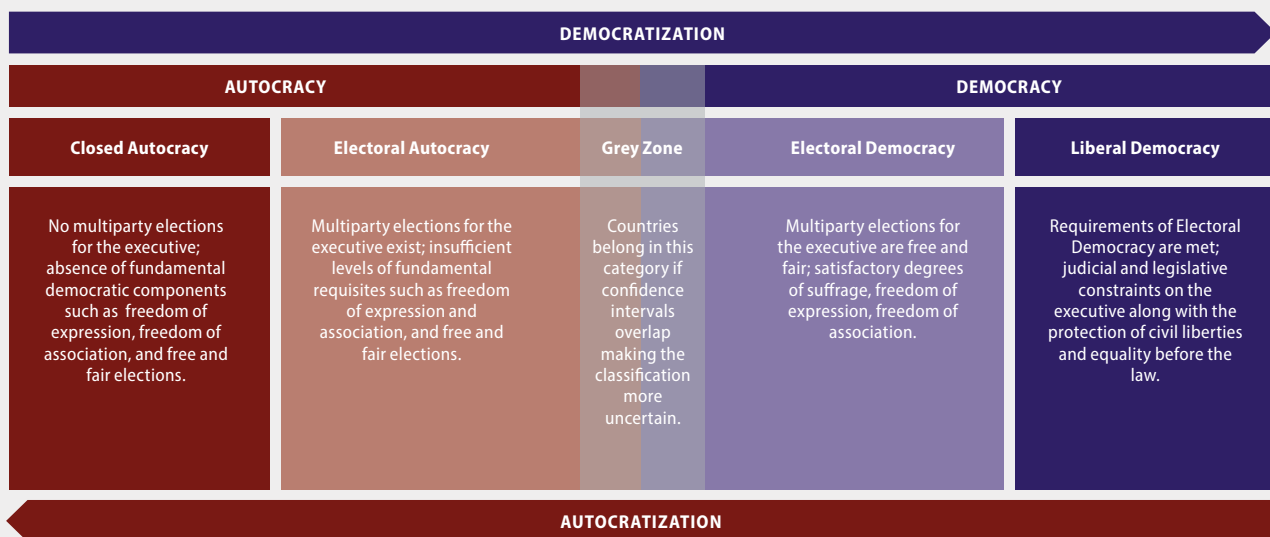 DEMOCRATIZATION
AUTOCRACY
DEMOCRACY
Closed Autocracy
Electoral Autocracy
Grey Zone
Electoral Democracy
Liberal Democracy
No multiparty elections
for the executive;
absence of fundamental
democratic components
such as freedom of
expression, freedom of
association, and free and
fair elections.
Multiparty elections for the
executive exist; insufficient
levels of fundamental
requisites such as freedom
of expression and
association, and free and
fair elections.
Countries
belong in this
category if
confidence
intervals
overlap
making the
classification
more
uncertain.
Multiparty elections for
the executive are free and
fair; satisfactory degrees
of suffrage, freedom of
expression, freedom of
association.
Requirements of Electoral
Democracy are met;
judicial and legislative
constraints on the
executive along with the
protection of civil liberties
and equality before the
law.
AUTOCRATIZATION